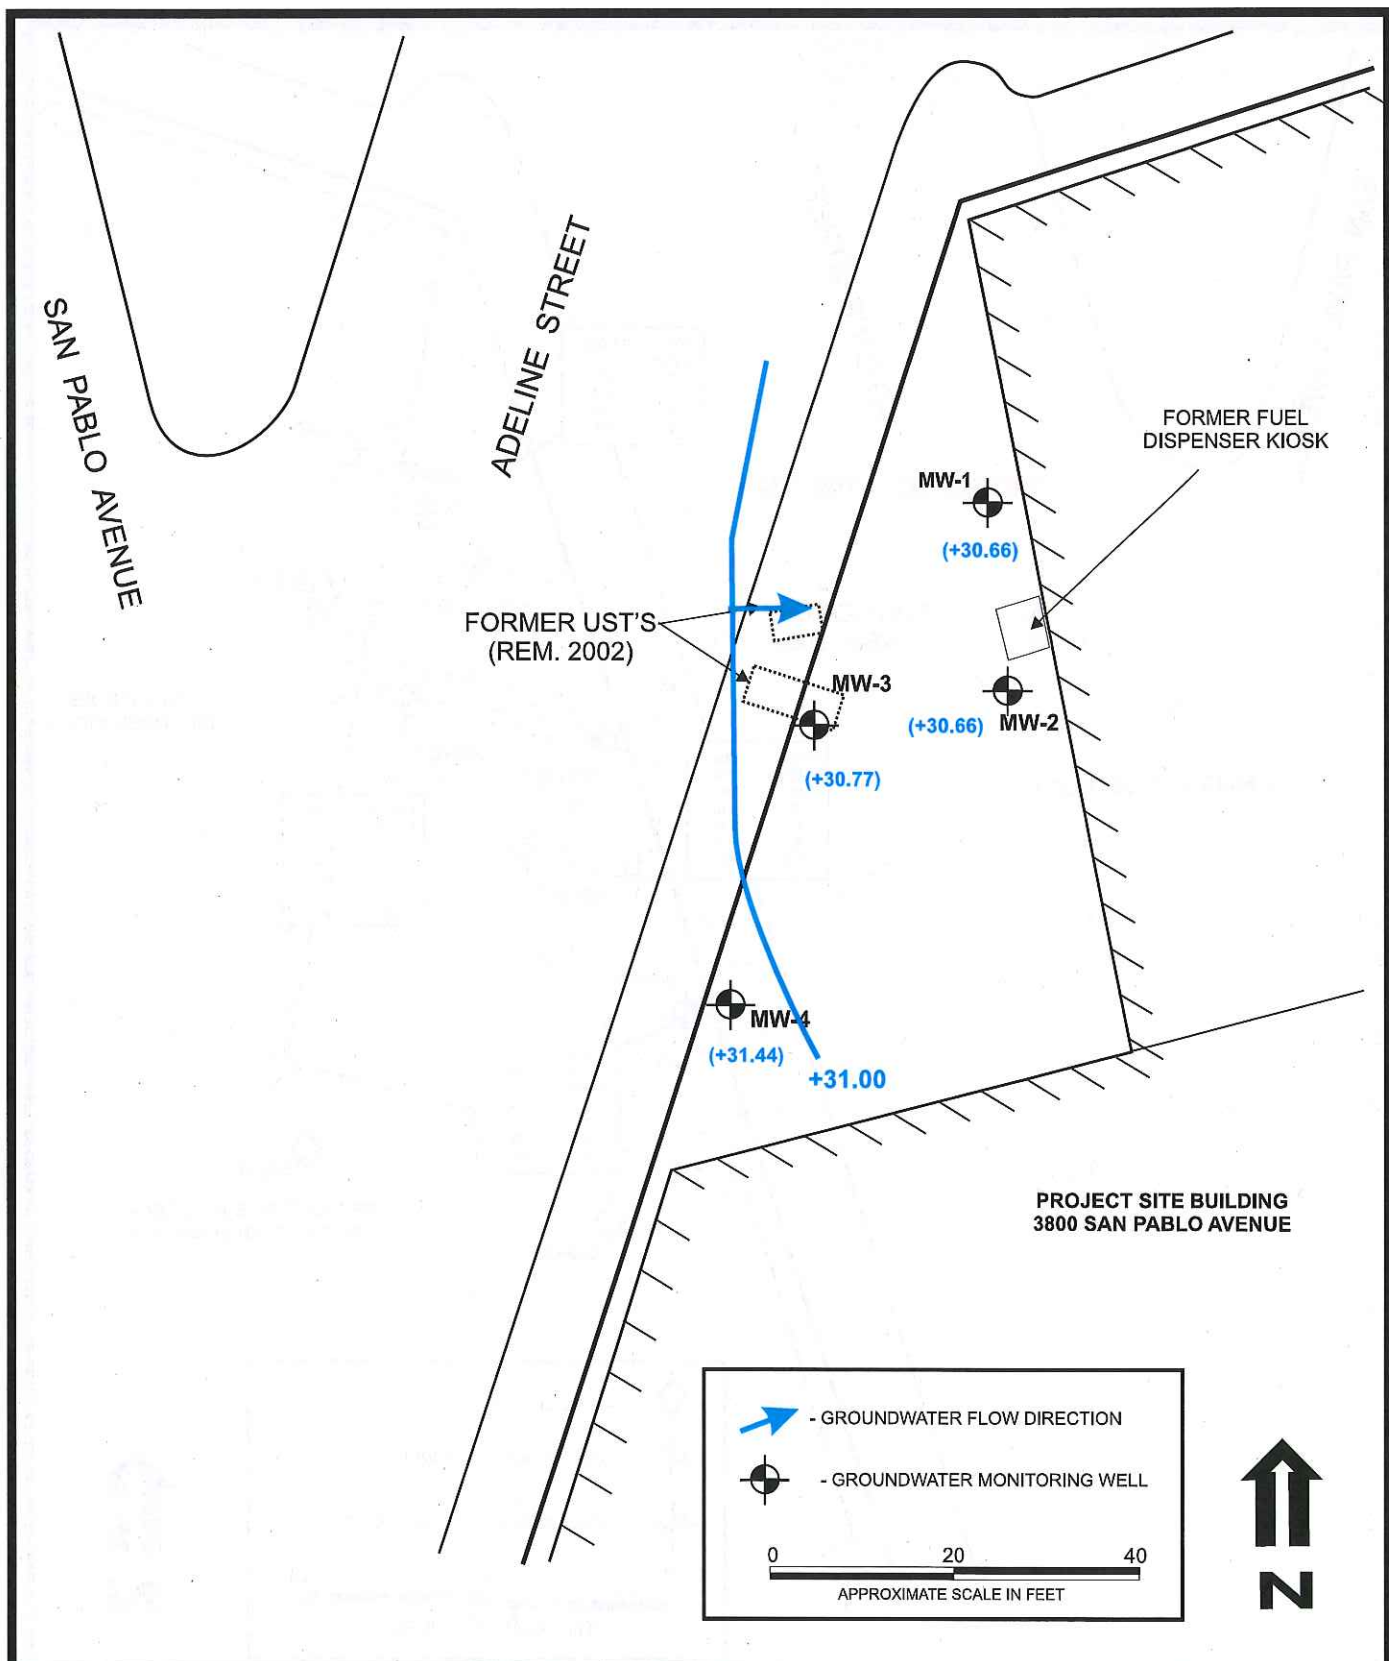 SAN PABLO AVENUE
ADELINE STREET
FORMER FUEL
DISPENSER KIOSK
MW-1
(+30.66)
FORMER UST'S
(REM. 2002)
MW-3
(+30.66)
MW-2
(+30.77)
MW-4
(+31.44)
+31.00
PROJECT SITE BUILDING
3800 SAN PABLO AVENUE
- GROUNDWATER FLOW DIRECTION
- GROUNDWATER MONITORING WELL
0 20 40
APPROXIMATE SCALE IN FEET
N